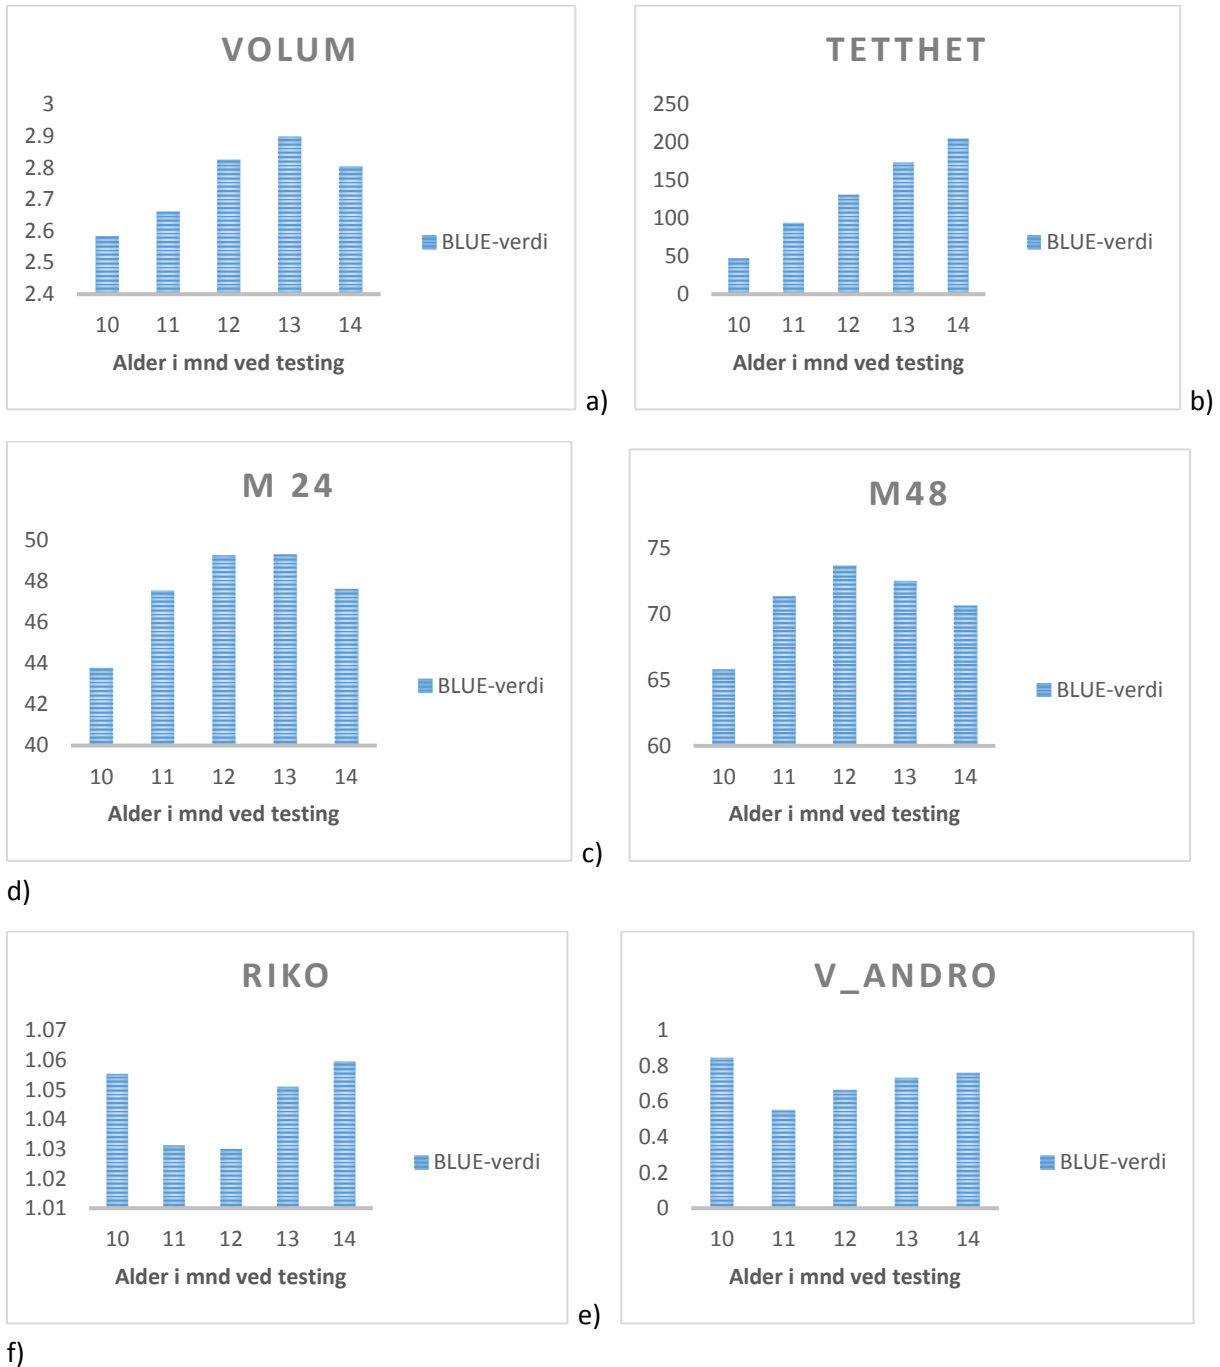 VOLUM
3
2.9
2.8
2.7
2.6
2.5
2.4
10 11 12 13 14
Alder i mnd ved testing
BLUE-verdi
a)
TETTHET
250
200
150
100
50
0
10 11 12 13 14
Alder i mnd ved testing
BLUE-verdi
b)
M 24
50
48
46
44
42
40
10 11 12 13 14
Alder i mnd ved testing
BLUE-verdi
c)
M48
75
70
65
60
10 11 12 13 14
Alder i mnd ved testing
BLUE-verdi
d)
RIKO
1.07
1.06
1.05
1.04
1.03
1.02
1.01
10 11 12 13 14
Alder i mnd ved testing
BLUE-verdi
e)
V_ANDRO
1
0.8
0.6
0.4
0.2
0
10 11 12 13 14
Alder i mnd ved testing
BLUE-verdi
f)